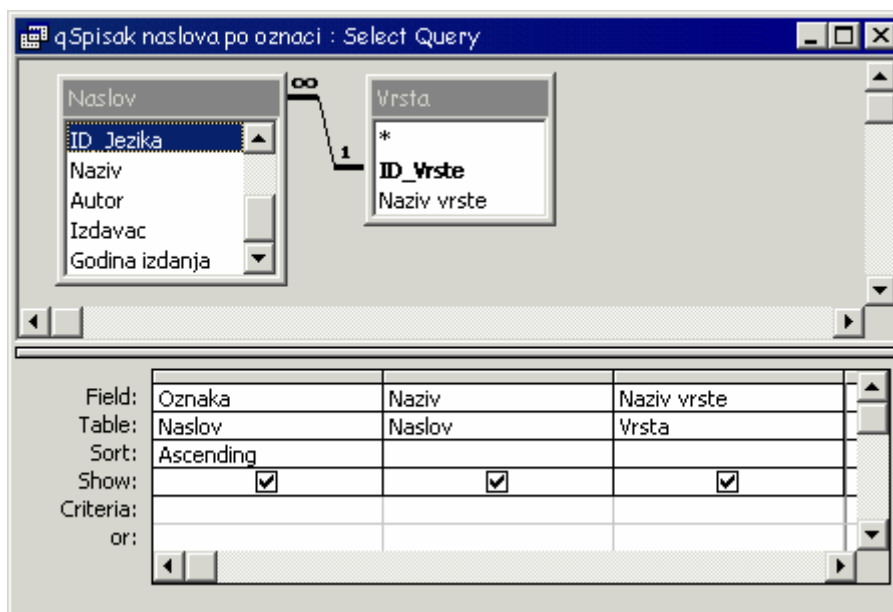 qSpisak naslova po oznaci : Select Query
Naslov
ID_Jezika
Naziv
Autor
Izdavac
Godina izdanja
∞
1
Vrsta
*
ID_Vrste
Naziv vrste
Field: Oznaka Naziv Naziv vrste
Table: Naslov Naslov Vrsta
Sort: Ascending
Show:
Criteria:
or: